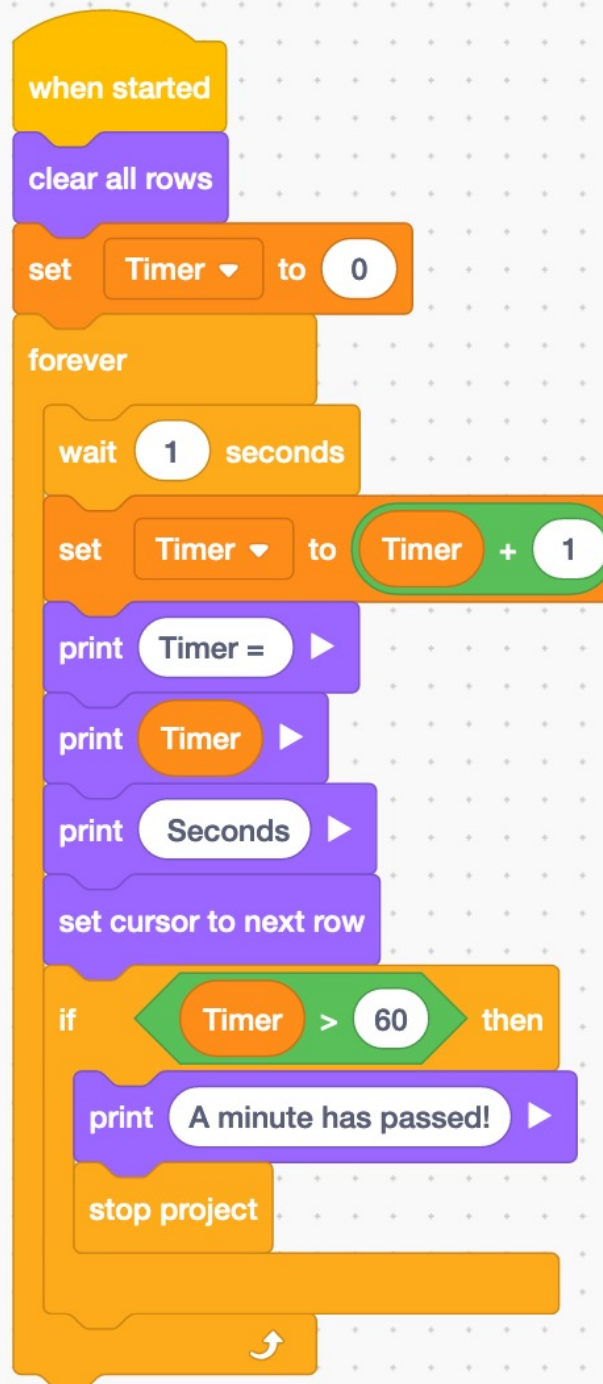 when started
clear all rows
set Timer to 0
forever
wait 1 seconds
set Timer to Timer + 1
print Timer =
print Timer
print Seconds
set cursor to next row
if Timer > 60 then
print A minute has passed!
stop project